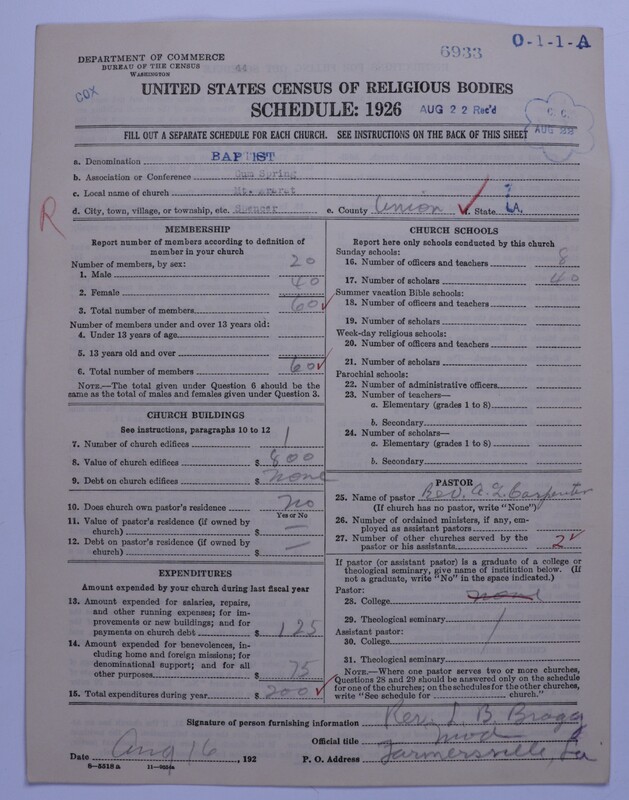 6933
O-1-1-A
DEPARTMENT OF COMMERCE
BUREAU OF THE CENSUS
WASHINGTON
44
COX
UNITED STATES CENSUS OF RELIGIOUS BODIES
SCHEDULE: 1926
AUG 22 Rec'd
C. C.
AUG 23
FILL OUT A SEPARATE SCHEDULE FOR EACH CHURCH. SEE INSTRUCTIONS ON THE BACK OF THIS SHEET
a. Denomination BAPTIST
b. Association or Conference Gum Spring
c. Local name of church Mt. Ararat
d. City, town, village, or township, etc. Spencer e. County Union f. State LA.
R
MEMBERSHIP
Report number of members according to definition of
member in your church
Number of members, by sex:
1. Male 20
2. Female 40
3. Total number of members 60
Number of members under and over 13 years old:
4. Under 13 years of age
5. 13 years old and over
6. Total number of members 60
NOTE.—The total given under Question 6 should be the
same as the total of males and females given under Question 3.
CHURCH BUILDINGS
See instructions, paragraphs 10 to 12
7. Number of church edifices 1
8. Value of church edifices $ 800
9. Debt on church edifices $ none
10. Does church own pastor's residence no
Yes or No
11. Value of pastor's residence (if owned by
church) $ —
12. Debt on pastor's residence (if owned by
church) $ —
EXPENDITURES
Amount expended by your church during last fiscal year
13. Amount expended for salaries, repairs,
and other running expenses; for im-
provements or new buildings; and for
payments on church debt $ 125
14. Amount expended for benevolences, in-
cluding home and foreign missions; for
denominational support; and for all
other purposes $ 75
15. Total expenditures during year $ 200
CHURCH SCHOOLS
Report here only schools conducted by this church
Sunday schools:
16. Number of officers and teachers 8
17. Number of scholars 40
Summer vacation Bible schools:
18. Number of officers and teachers
19. Number of scholars
Week-day religious schools:
20. Number of officers and teachers
21. Number of scholars
Parochial schools:
22. Number of administrative officers
23. Number of teachers—
a. Elementary (grades 1 to 8)
b. Secondary
24. Number of scholars—
a. Elementary (grades 1 to 8)
b. Secondary
PASTOR
25. Name of pastor Rev. A. L. Carpenter
(If church has no pastor, write "None")
26. Number of ordained ministers, if any, em-
ployed as assistant pastors
27. Number of other churches served by the
pastor or his assistants 2
If pastor (or assistant pastor) is a graduate of a college or
theological seminary, give name of institution below. (If
not a graduate, write "No" in the space indicated.)
Pastor:
28. College none
29. Theological seminary
Assistant pastor:
30. College
31. Theological seminary
NOTE.—Where one pastor serves two or more churches,
Questions 28 and 29 should be answered only on the schedule
for one of the churches; on the schedules for the other churches,
write "See schedule for church."
Signature of person furnishing information Rev. L. B. Bragg
Official title mod
Date Aug 16, 192 P. O. Address Farmersville, La
8—5518 a